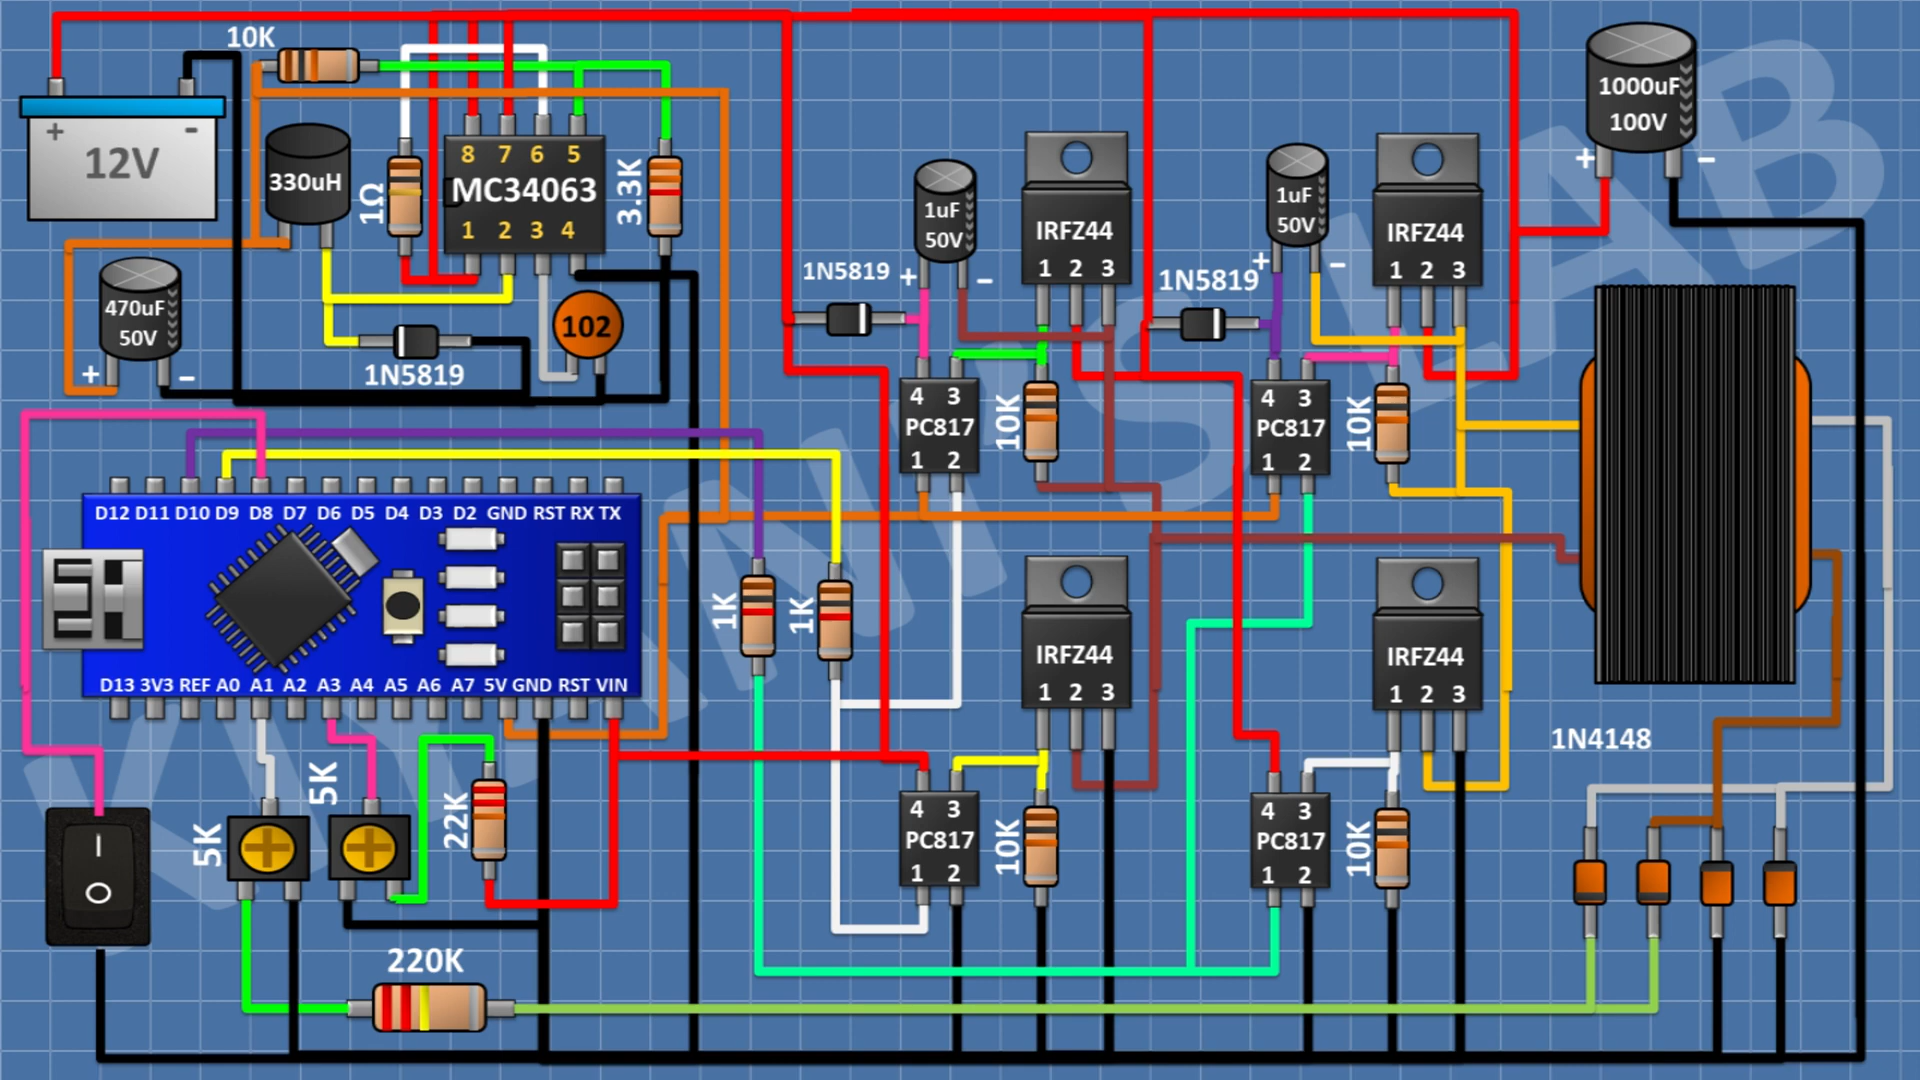 10K
12V
+ -
330uH
1Ω
8 7 6 5
MC34063
1 2 3 4
3.3K
470uF
50V
+ -
1N5819
102
1uF
50V
+ -
1N5819
IRFZ44
1 2 3
1uF
50V
+ -
1N5819
IRFZ44
1 2 3
1000uF
100V
+ -
4 3
PC817
1 2
10K
4 3
PC817
1 2
10K
D12 D11 D10 D9 D8 D7 D6 D5 D4 D3 D2 GND RST RX TX
D13 3V3 REF A0 A1 A2 A3 A4 A5 A6 A7 5V GND RST VIN
1K
1K
IRFZ44
1 2 3
IRFZ44
1 2 3
1N4148
5K
5K
22K
4 3
PC817
1 2
10K
4 3
PC817
1 2
10K
220K
KIYANI'S LAB